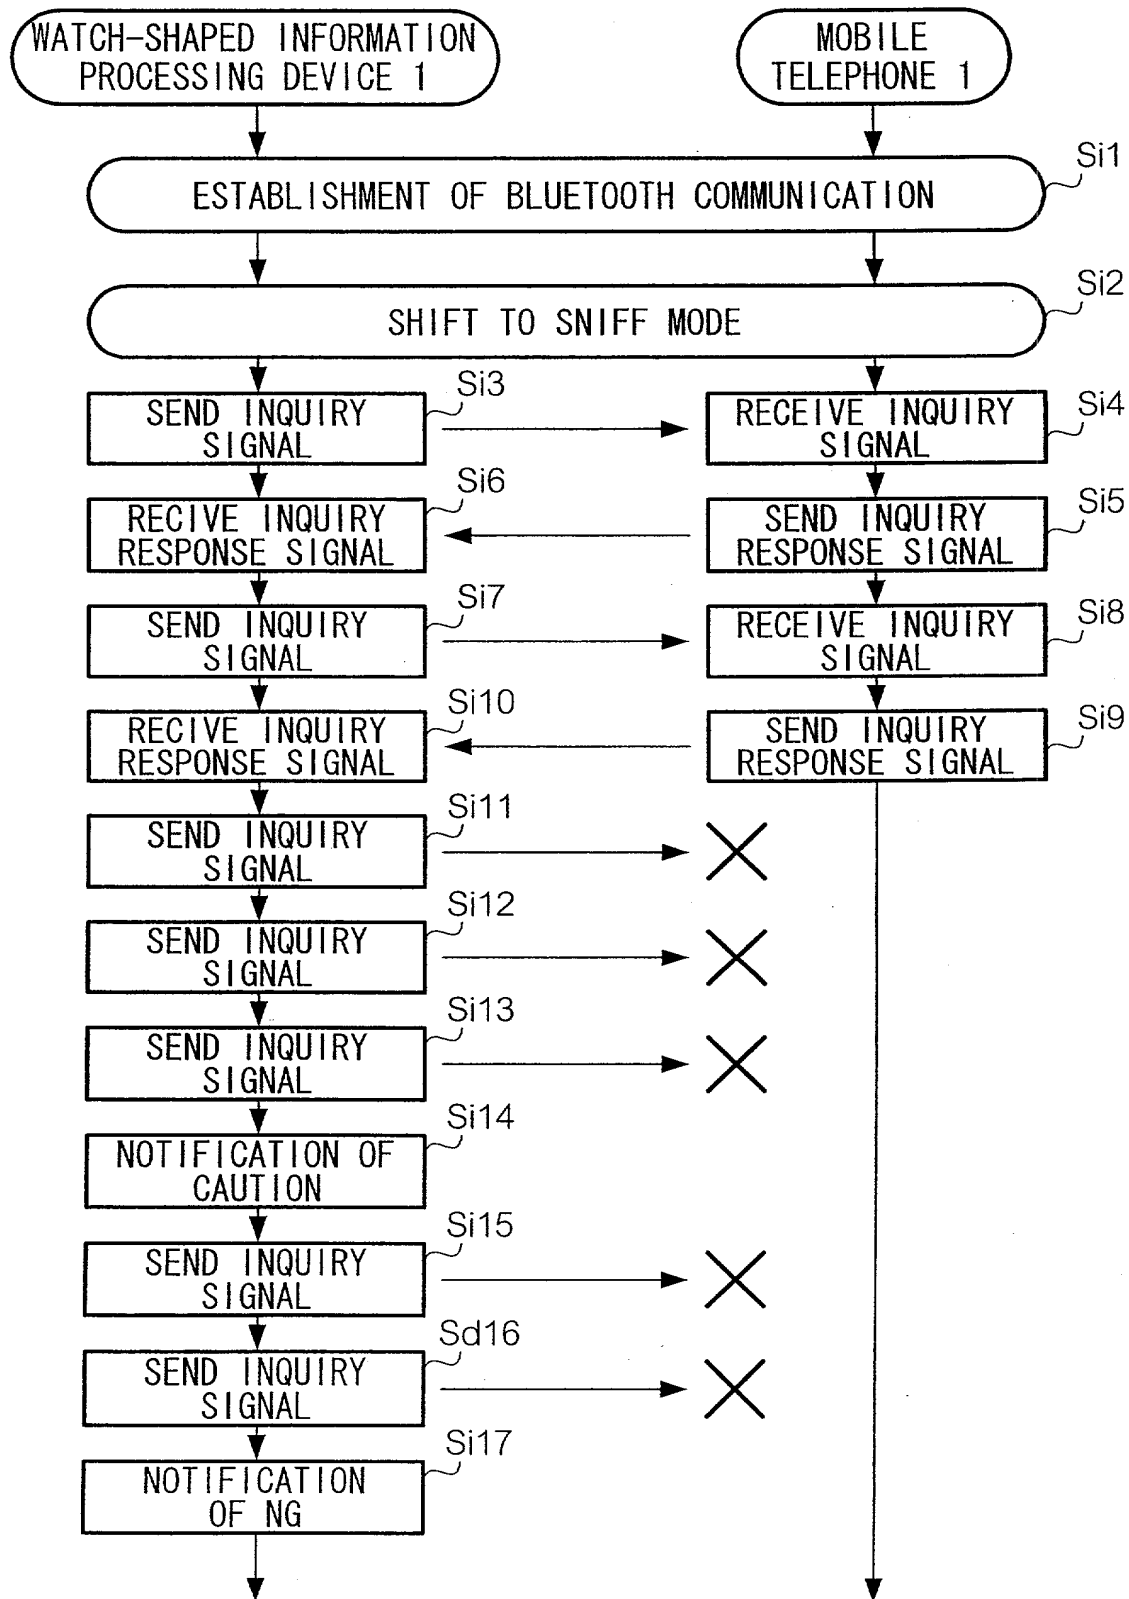 WATCH-SHAPED INFORMATION
PROCESSING DEVICE 1
MOBILE
TELEPHONE 1
Si1
ESTABLISHMENT OF BLUETOOTH COMMUNICATION
Si2
SHIFT TO SNIFF MODE
Si3
SEND INQUIRY
SIGNAL
Si4
RECEIVE INQUIRY
SIGNAL
Si6
RECIVE INQUIRY
RESPONSE SIGNAL
Si5
SEND INQUIRY
RESPONSE SIGNAL
Si7
SEND INQUIRY
SIGNAL
Si8
RECEIVE INQUIRY
SIGNAL
Si10
RECIVE INQUIRY
RESPONSE SIGNAL
Si9
SEND INQUIRY
RESPONSE SIGNAL
Si11
SEND INQUIRY
SIGNAL
Si12
SEND INQUIRY
SIGNAL
Si13
SEND INQUIRY
SIGNAL
Si14
NOTIFICATION OF
CAUTION
Si15
SEND INQUIRY
SIGNAL
Sd16
SEND INQUIRY
SIGNAL
Si17
NOTIFICATION
OF NG